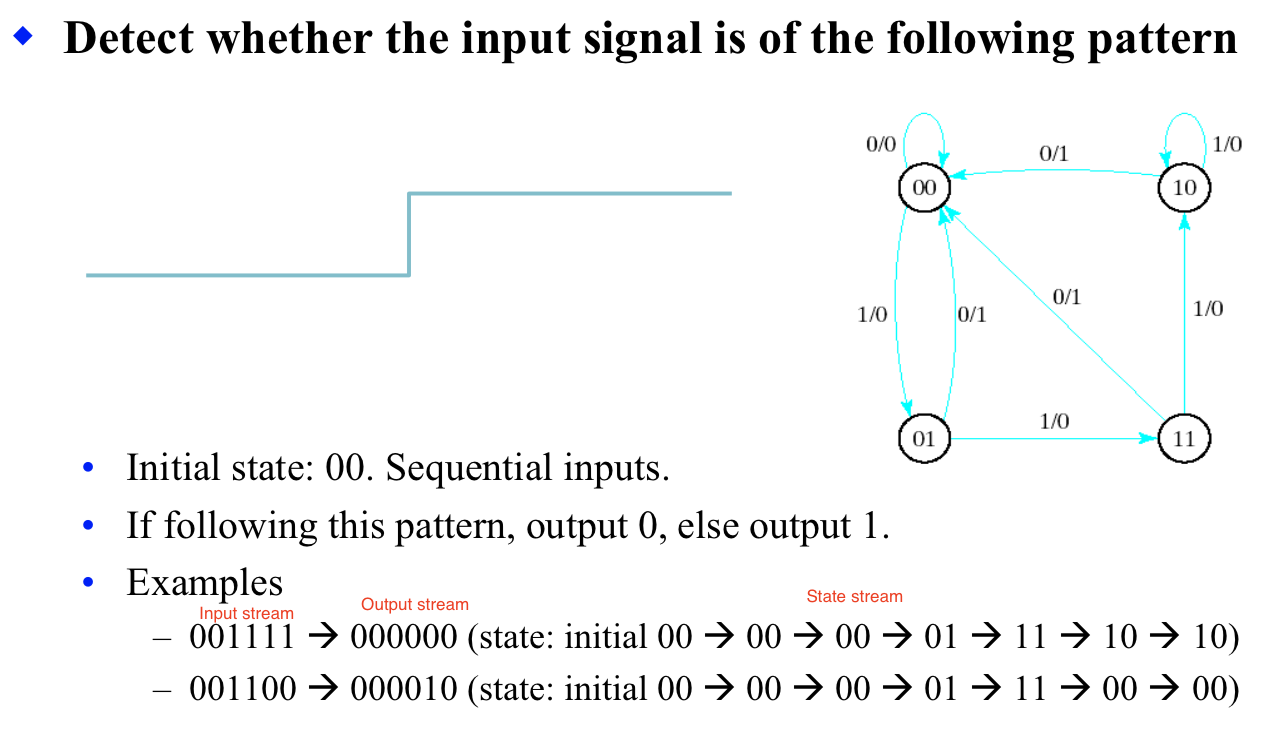 ◆ Detect whether the input signal is of the following pattern
0/0
0/1
1/0
00
10
1/0
0/1
0/1
1/0
01
1/0
11
• Initial state: 00. Sequential inputs.
• If following this pattern, output 0, else output 1.
• Examples
Input stream
Output stream
State stream
– 001111 → 000000 (state: initial 00 → 00 → 00 → 01 → 11 → 10 → 10)
– 001100 → 000010 (state: initial 00 → 00 → 00 → 01 → 11 → 00 → 00)